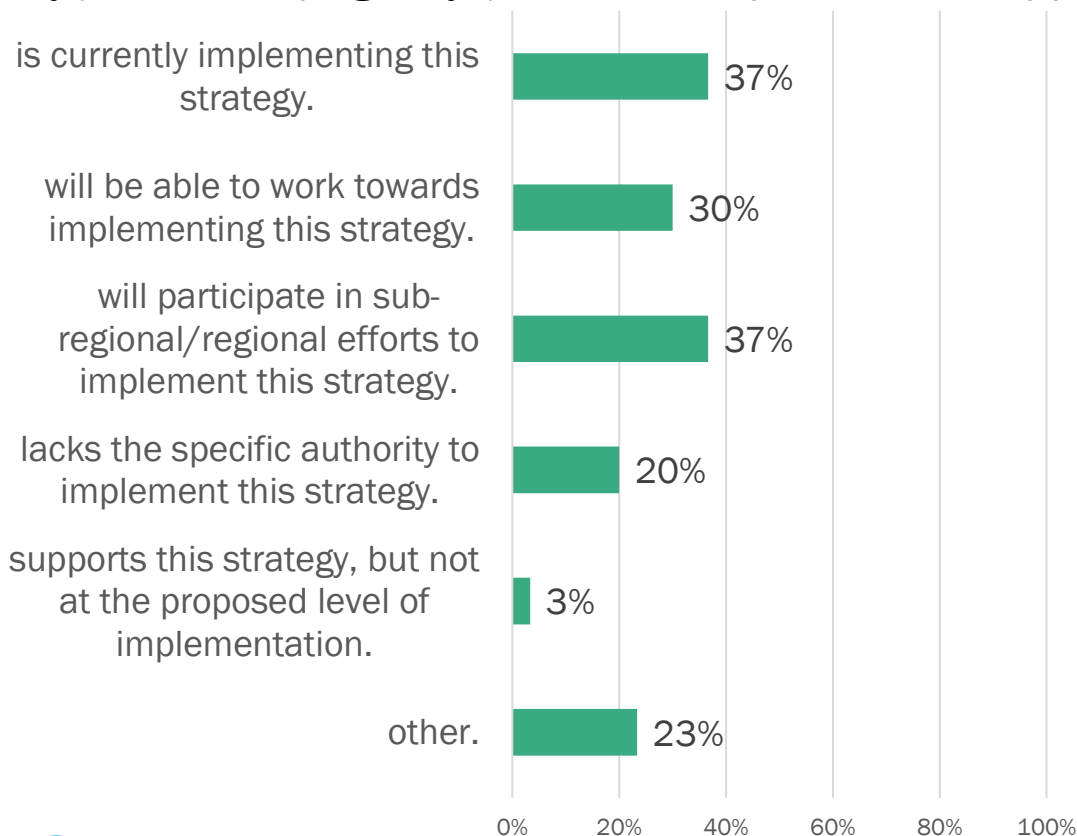 is currently implementing this
strategy.
37%
will be able to work towards
implementing this strategy.
30%
will participate in sub-
regional/regional efforts to
implement this strategy.
37%
lacks the specific authority to
implement this strategy.
20%
supports this strategy, but not
at the proposed level of
implementation.
3%
other.
23%
0% 20% 40% 60% 80% 100%